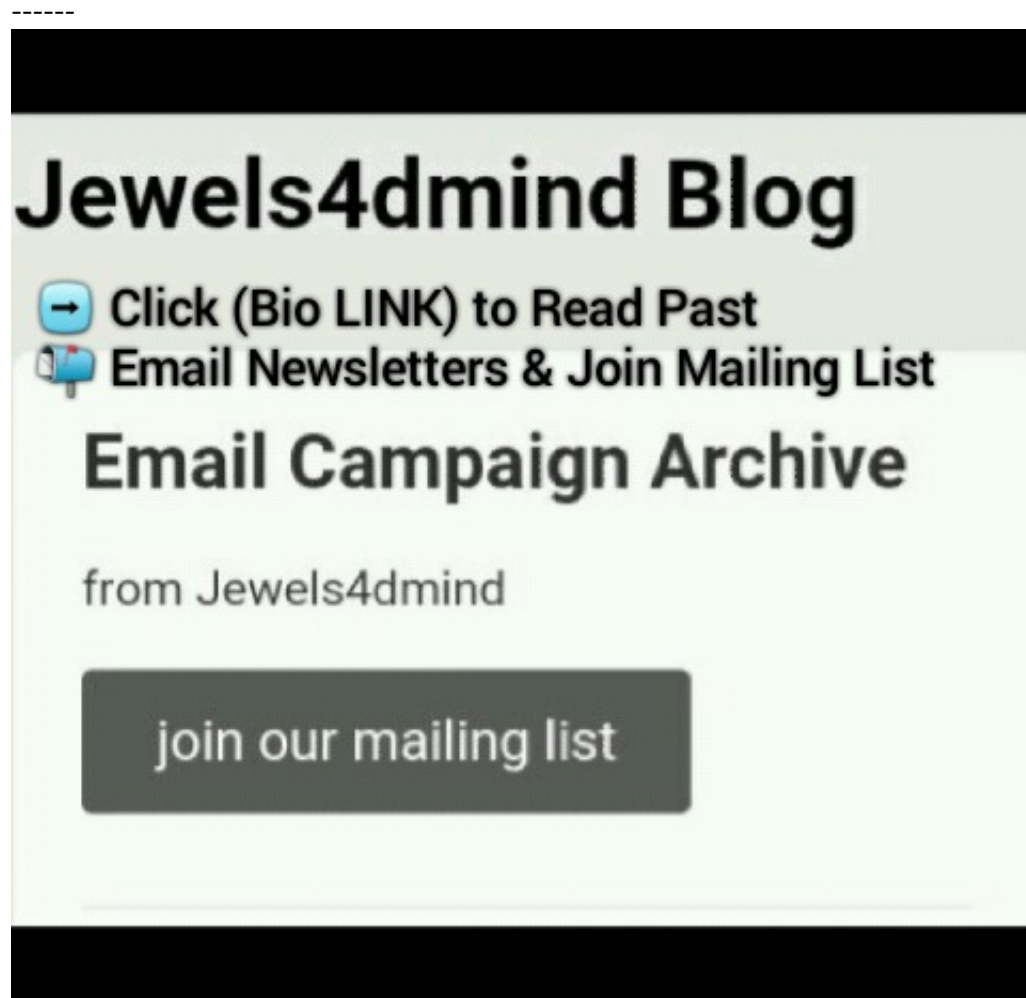 ------
Jewels4dmind Blog
➡️ Click (Bio LINK) to Read Past
📬 Email Newsletters & Join Mailing List
Email Campaign Archive
from Jewels4dmind
join our mailing list